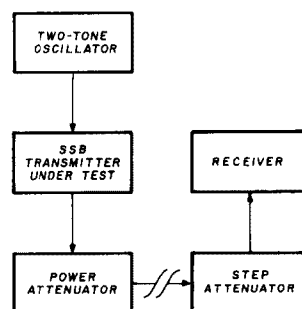 TWO-TONE
OSCILLATOR
SSB
TRANSMITTER
UNDER TEST
RECEIVER
POWER
ATTENUATOR
STEP
ATTENUATOR